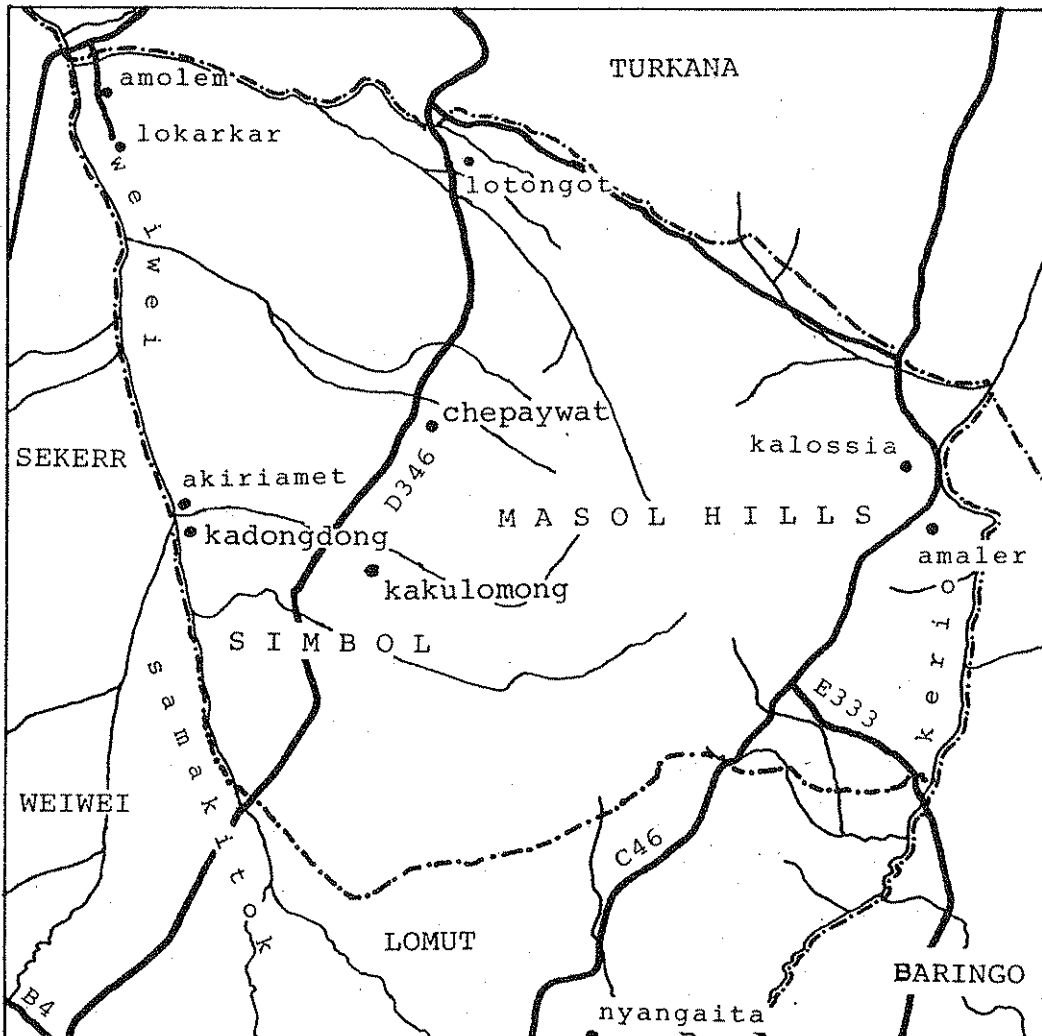 TURKANA
amolem
lokarkar
weiwei
lotongot
chepaywat
kalossia
SEKERR
akiriamet
D346
MASOL HILLS
kadongdong
amaler
kakulomong
kerio
SIMBOL
samakitok
E333
WEIWEI
C46
LOMUT
BARINGO
B4
nyangaita